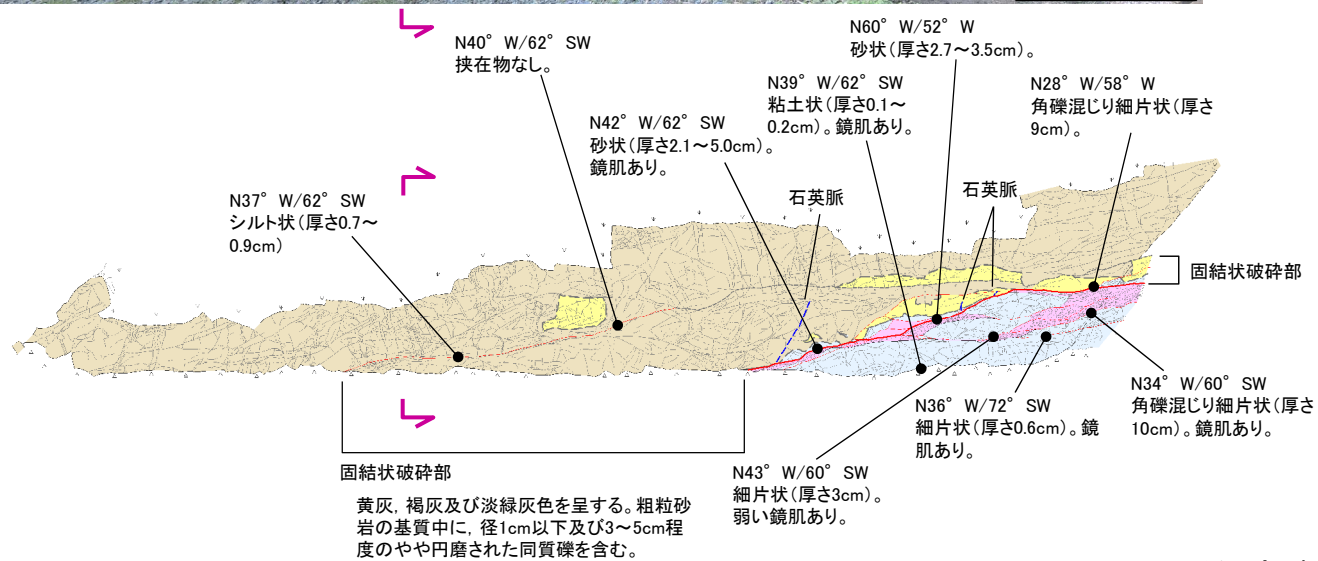 N60° W/52° W
砂状（厚さ2.7～3.5cm）。
N40° W/62° SW
挟在物なし。
N39° W/62° SW
粘土状（厚さ0.1～
0.2cm）。鏡肌あり。
N28° W/58° W
角礫混じり細片状（厚さ
9cm）。
N42° W/62° SW
砂状（厚さ2.1～5.0cm）。
鏡肌あり。
N37° W/62° SW
シルト状（厚さ0.7～
0.9cm）
石英脈
石英脈
固結状破砕部
N34° W/60° SW
角礫混じり細片状（厚さ
10cm）。鏡肌あり。
N36° W/72° SW
細片状（厚さ0.6cm）。鏡
肌あり。
N43° W/60° SW
細片状（厚さ3cm）。
弱い鏡肌あり。
固結状破砕部
黄灰，褐灰及び淡緑灰色を呈する。粗粒砂
岩の基質中に，径1cm以下及び3～5cm程
度のやや円磨された同質礫を含む。